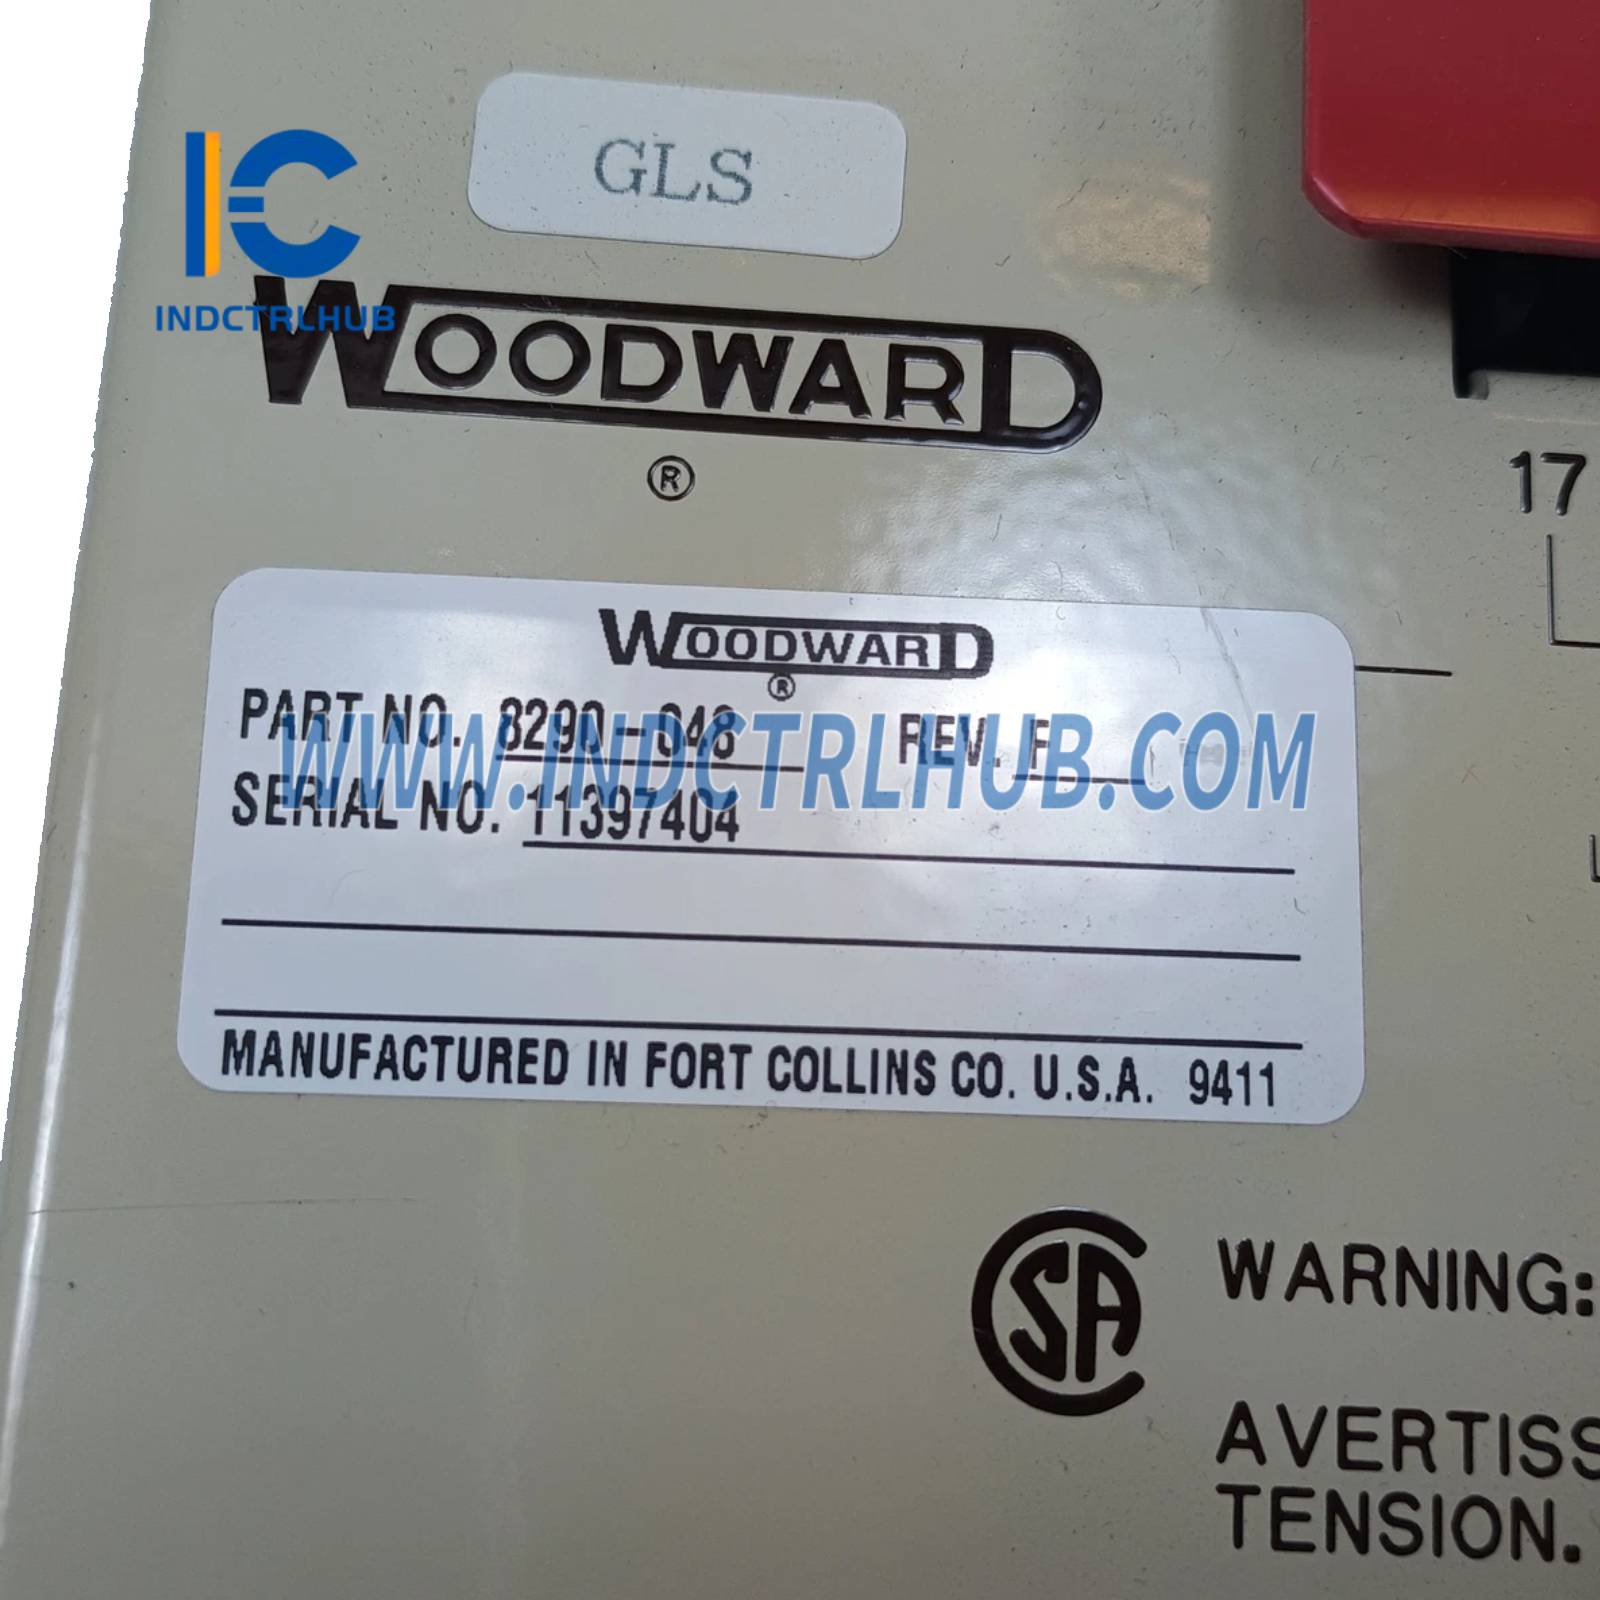 GLS
INDCTRLHUB
WOODWARD
®
17
WOODWARD
®
PART NO. 8290-048 REV. F
WWW.INDCTRLHUB.COM
SERIAL NO. 11397404
MANUFACTURED IN FORT COLLINS CO. U.S.A. 9411
WARNING:
AVERTISS
TENSION.